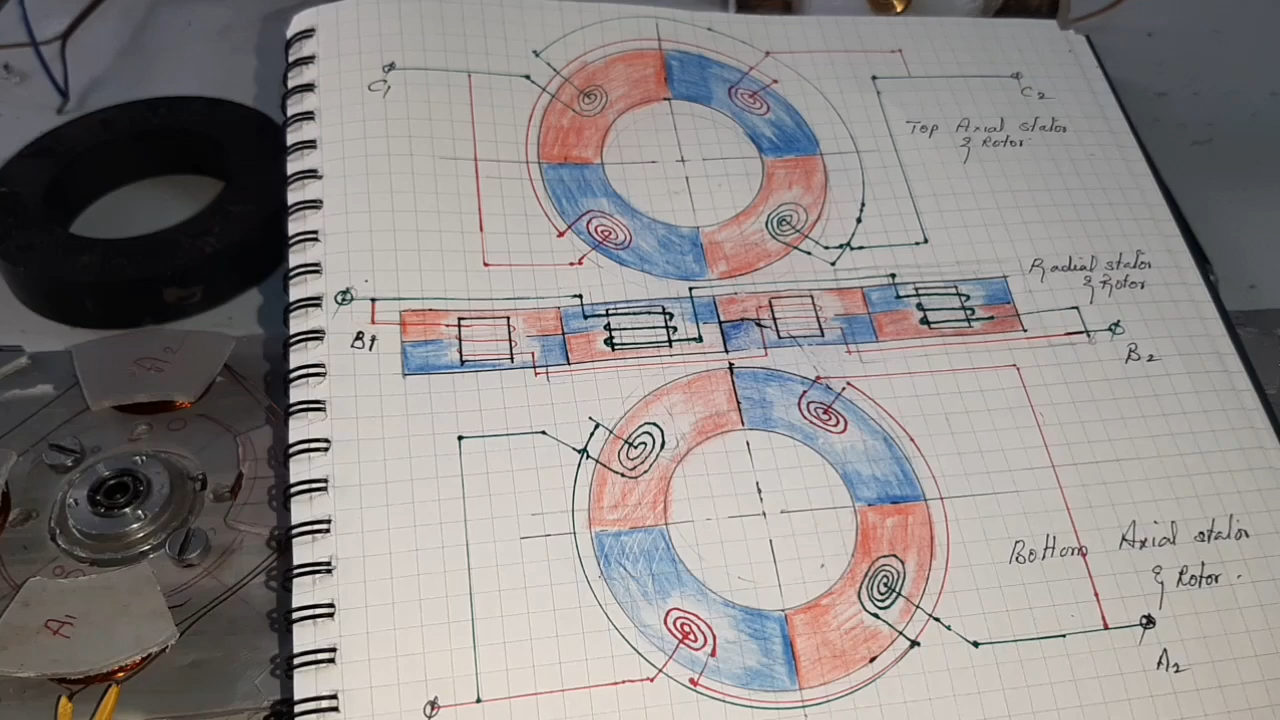 C1
C2
Top Axial stator
& Rotor
Radial stator
& Rotor
B1
B2
A2
Bottom Axial stator
& Rotor.
A2
A1